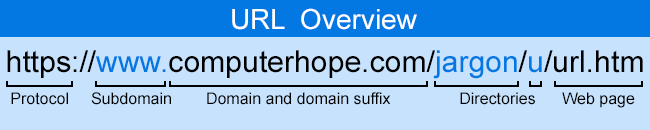 URL Overview
https://www.computerhope.com/jargon/u/url.htm
Protocol Subdomain Domain and domain suffix Directories Web page